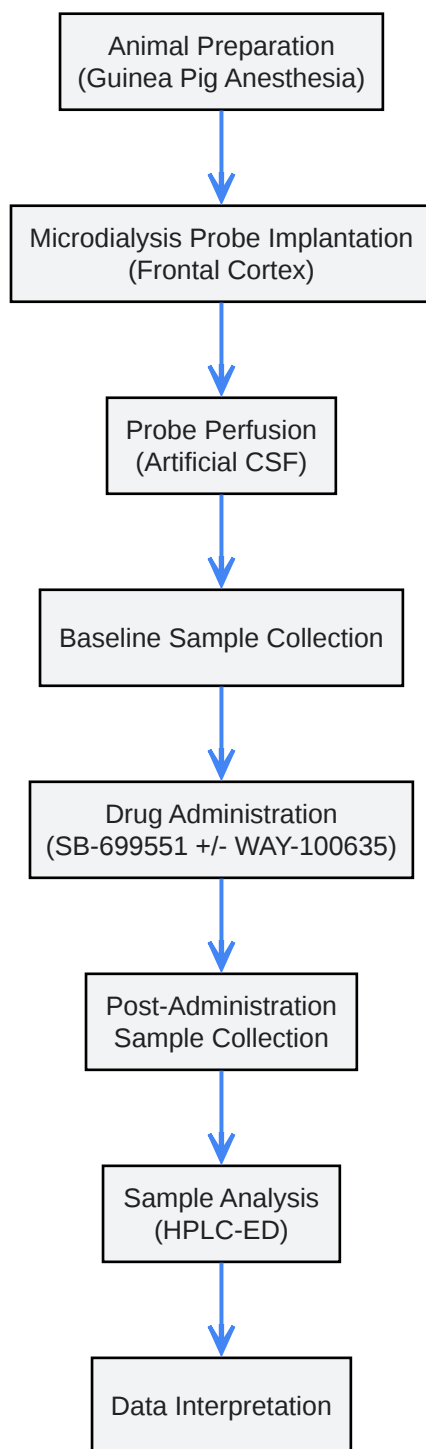 Animal Preparation
(Guinea Pig Anesthesia)
Microdialysis Probe Implantation
(Frontal Cortex)
Probe Perfusion
(Artificial CSF)
Baseline Sample Collection
Drug Administration
(SB-699551 +/- WAY-100635)
Post-Administration
Sample Collection
Sample Analysis
(HPLC-ED)
Data Interpretation